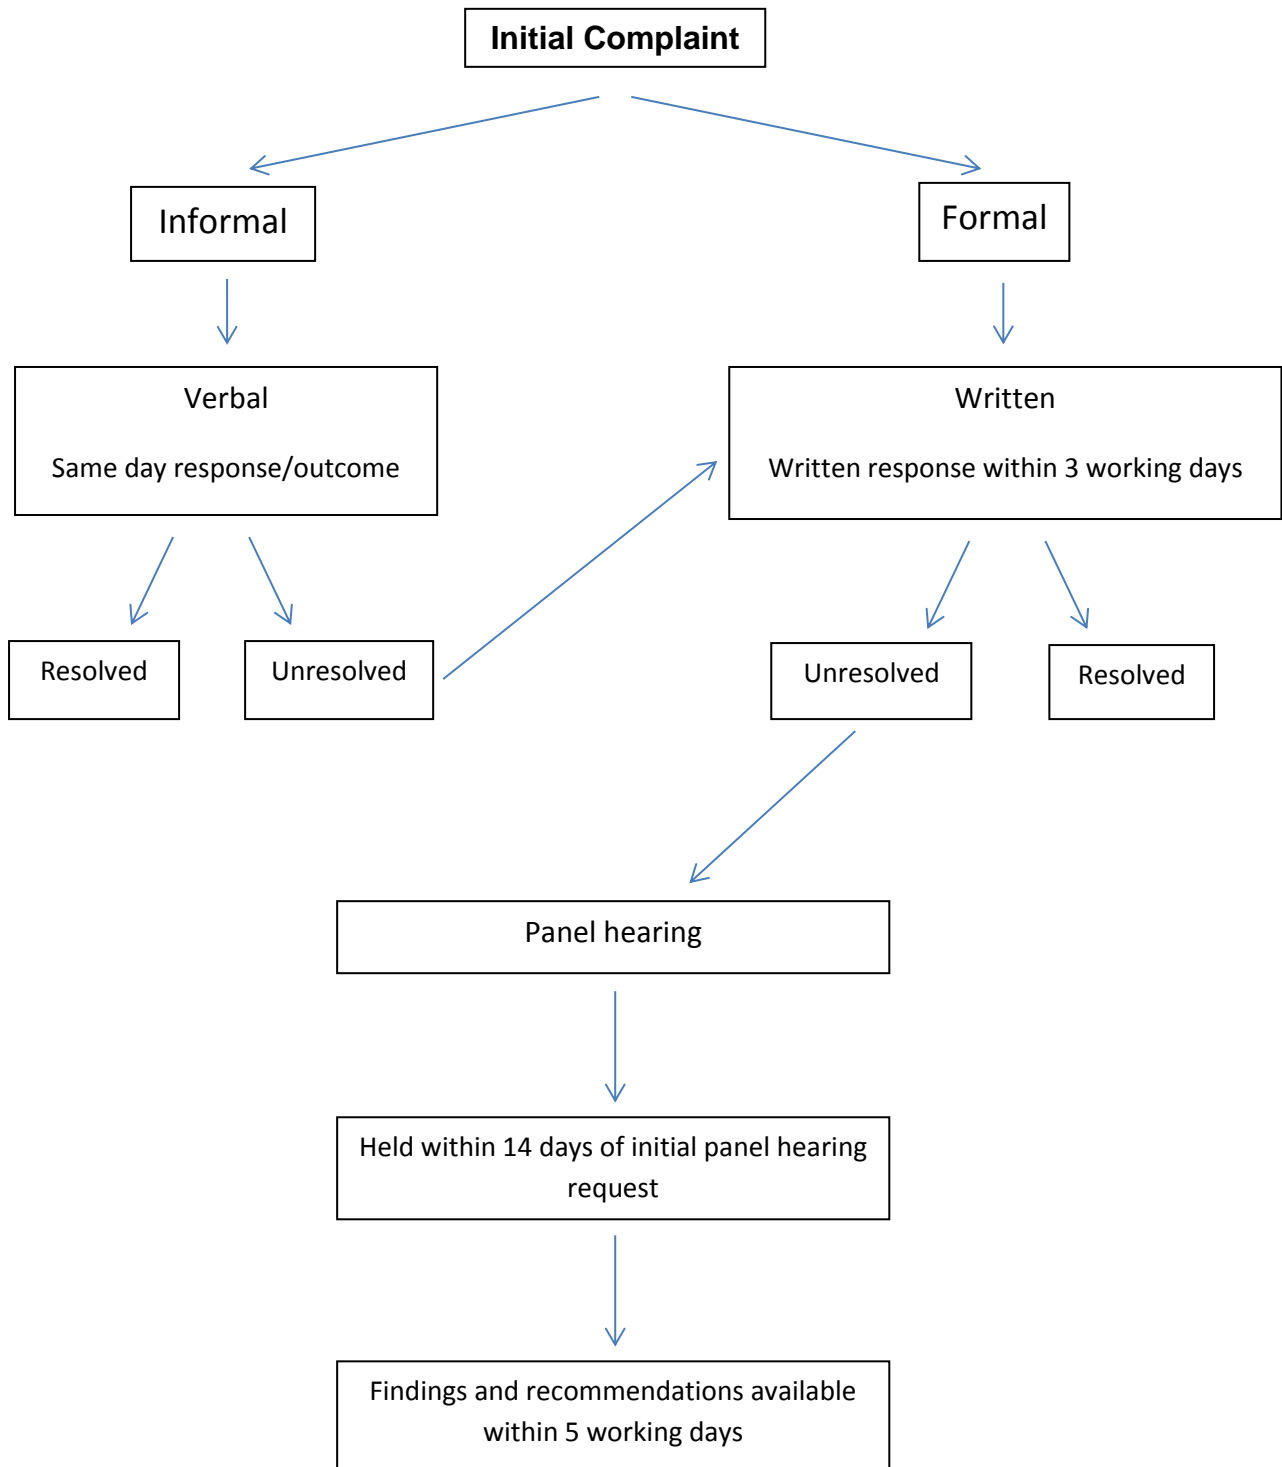 Initial Complaint
Informal
Formal
Verbal
Same day response/outcome
Written
Written response within 3 working days
Resolved
Unresolved
Unresolved
Resolved
Panel hearing
Held within 14 days of initial panel hearing
request
Findings and recommendations available
within 5 working days